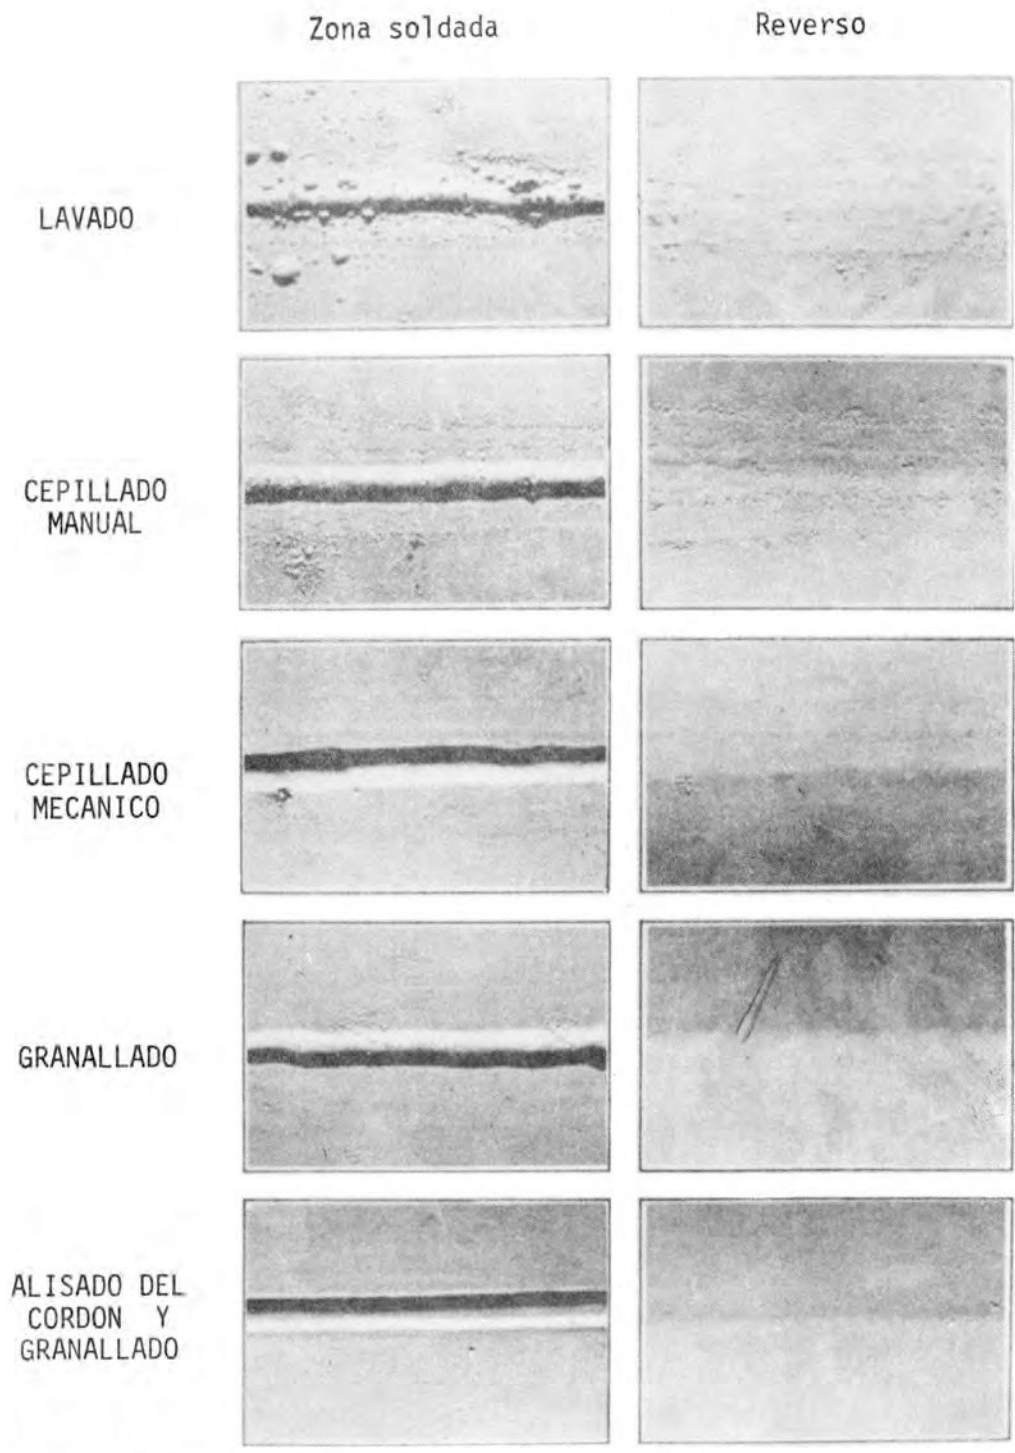 Zona soldada Reverso
LAVADO
CEPILLADO
MANUAL
CEPILLADO
MECANICO
GRANALLADO
ALISADO DEL
CORDON Y
GRANALLADO